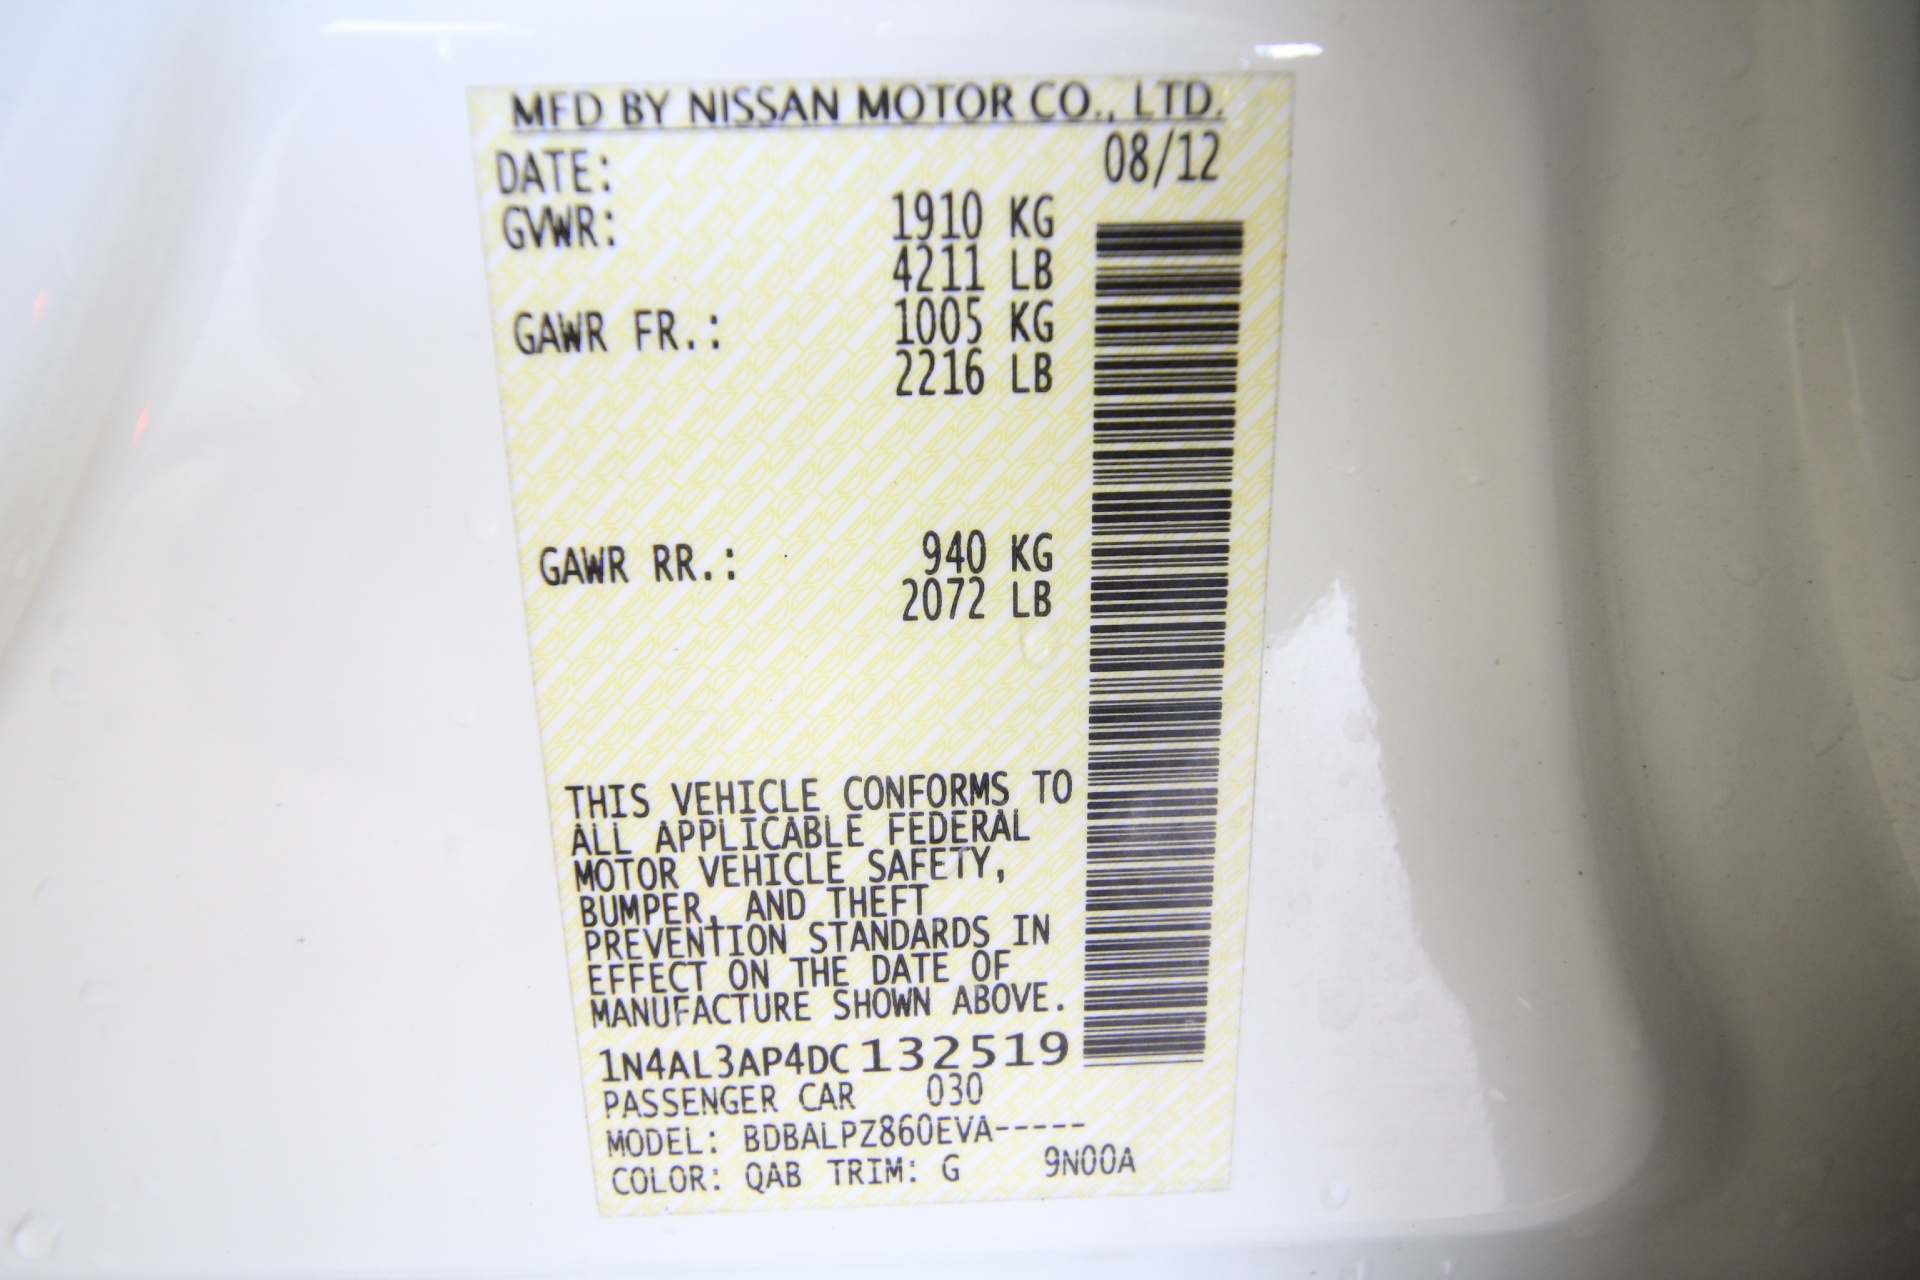 MFD BY NISSAN MOTOR CO., LTD.
DATE: 08/12
GVWR: 1910 KG
4211 LB
GAWR FR.: 1005 KG
2216 LB
GAWR RR.: 940 KG
2072 LB
THIS VEHICLE CONFORMS TO
ALL APPLICABLE FEDERAL
MOTOR VEHICLE SAFETY,
BUMPER, AND THEFT
PREVENTION STANDARDS IN
EFFECT ON THE DATE OF
MANUFACTURE SHOWN ABOVE.
1N4AL3AP4DC132519
PASSENGER CAR 030
MODEL: BDBALPZ860EVA-----
COLOR: QAB TRIM: G 9N00A